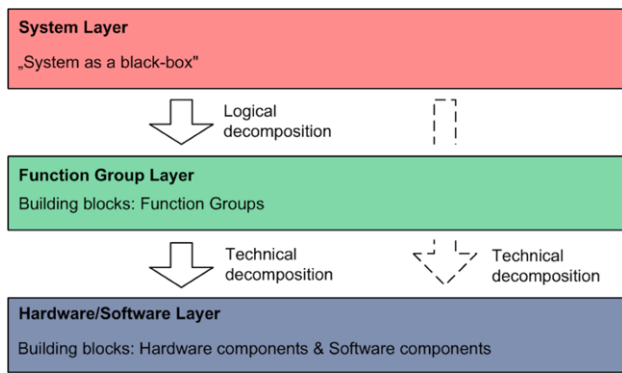 System Layer
„System as a black-box"
Logical
decomposition
Function Group Layer
Building blocks: Function Groups
Technical
decomposition
Technical
decomposition
Hardware/Software Layer
Building blocks: Hardware components & Software components